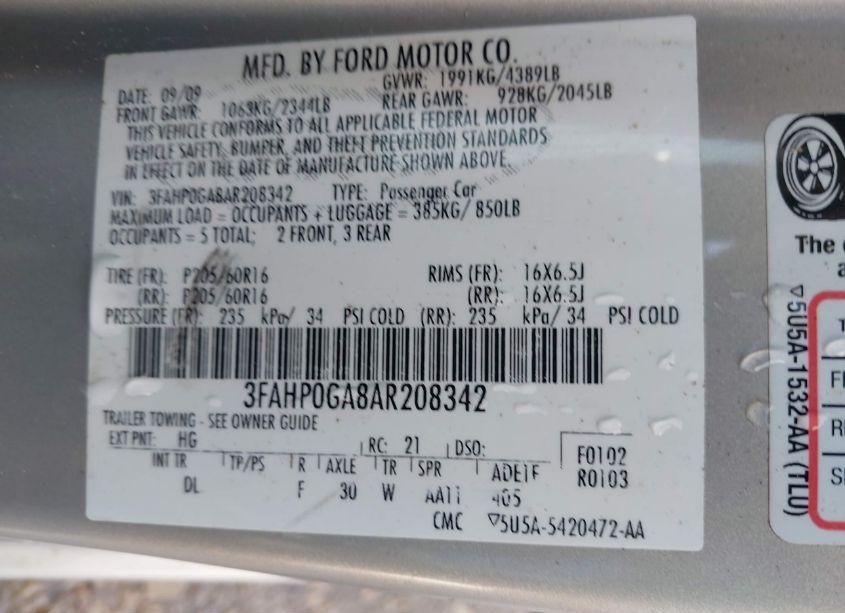 MFD. BY FORD MOTOR CO.
DATE: 09/09 GVWR: 1991KG/4389LB
FRONT GAWR: 1063KG/2344LB REAR GAWR: 928KG/2045LB
THIS VEHICLE CONFORMS TO ALL APPLICABLE FEDERAL MOTOR
VEHICLE SAFETY, BUMPER, AND THEFT PREVENTION STANDARDS
IN EFFECT ON THE DATE OF MANUFACTURE SHOWN ABOVE.
VIN: 3FAHP0GA8AR208342 TYPE: Passenger Car
MAXIMUM LOAD = OCCUPANTS + LUGGAGE = 385KG/ 850LB
OCCUPANTS = 5 TOTAL; 2 FRONT, 3 REAR
TIRE (FR): P205/60R16 RIMS (FR): 16X6.5J
(RR): P205/60R16 (RR): 16X6.5J
PRESSURE (FR): 235 kPa/ 34 PSI COLD (RR): 235 kPa/ 34 PSI COLD
3FAHP0GA8AR208342
TRAILER TOWING - SEE OWNER GUIDE
EXT PNT: HG RC: 21 DSO: F0102
INT TR TP/PS R AXLE TR SPR ADE1F R0103
DL F 30 W AA11 405
CMC ▽5U5A-5420472-AA
The
▽5U5A-1532-AA (TLU)